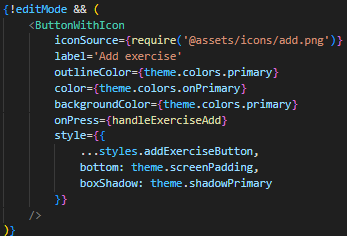 {!editMode && (
<ButtonWithIcon
iconSource={require('@assets/icons/add.png')}
label='Add exercise'
outlineColor={theme.colors.primary}
color={theme.colors.onPrimary}
backgroundColor={theme.colors.primary}
onPress={handleExerciseAdd}
style={{
...styles.addExerciseButton,
bottom: theme.screenPadding,
boxShadow: theme.shadowPrimary
}}
/>
)}